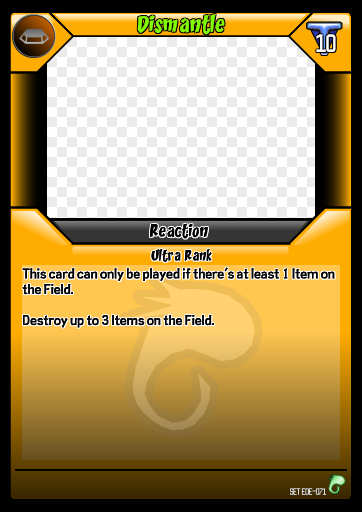 Dismantle
10
Reaction
Ultra Rank
This card can only be played if there's at least 1 Item on
the Field.
Destroy up to 3 Items on the Field.
SET EOE-071